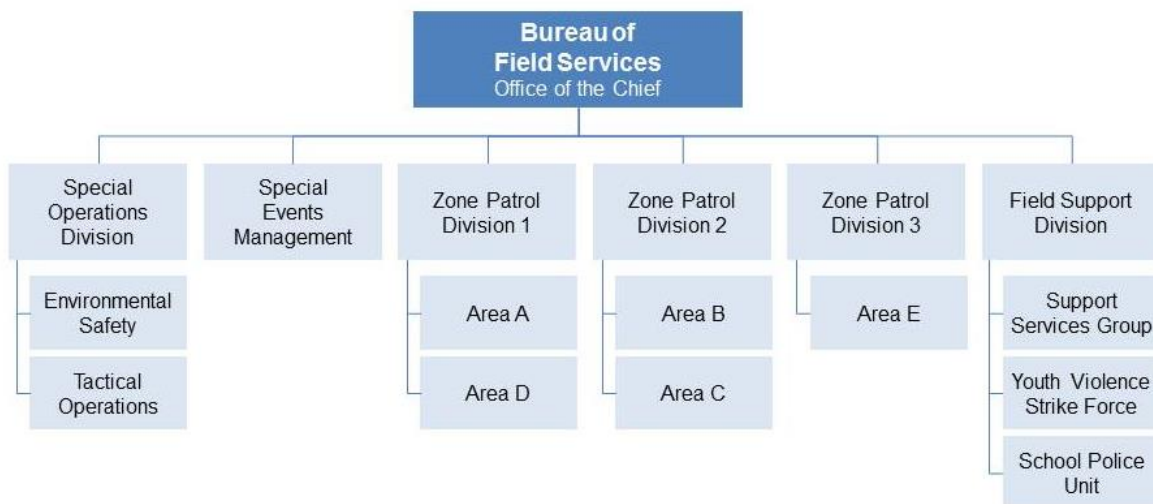 Bureau of
Field Services
Office of the Chief
Special
Operations
Division
Special
Events
Management
Zone Patrol
Division 1
Zone Patrol
Division 2
Zone Patrol
Division 3
Field Support
Division
Environmental
Safety
Tactical
Operations
Area A
Area D
Area B
Area C
Area E
Support
Services Group
Youth Violence
Strike Force
School Police
Unit